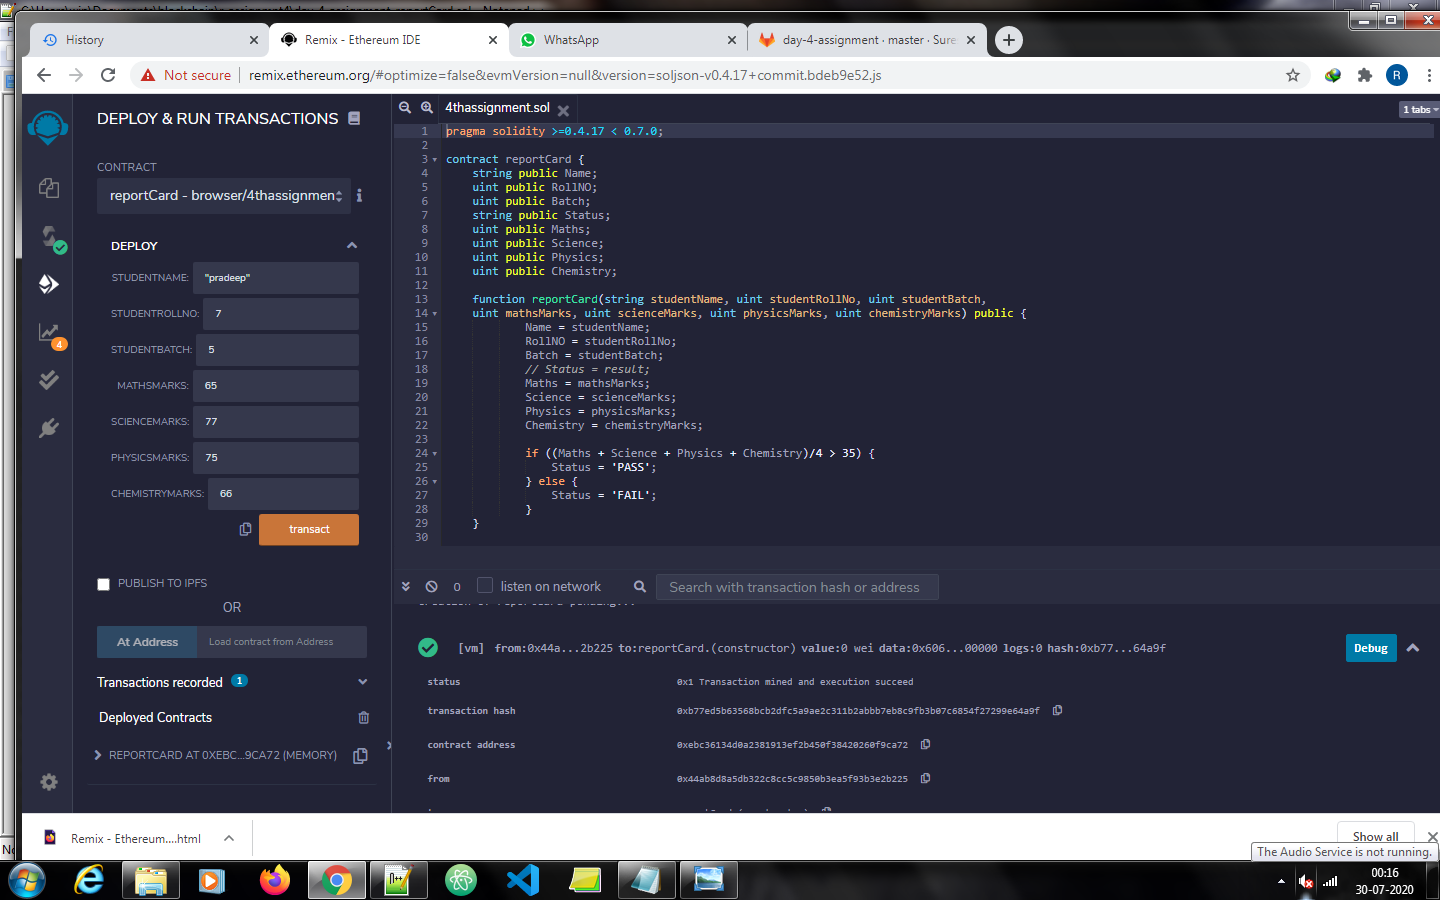 History
Remix - Ethereum IDE
WhatsApp
day-4-assignment · master · Sure
Not secure | remix.ethereum.org/#optimize=false&evmVersion=null&version=soljson-v0.4.17+commit.bdeb9e52.js
R
DEPLOY & RUN TRANSACTIONS
CONTRACT
reportCard - browser/4thassignmen
i
DEPLOY
STUDENTNAME: "pradeep"
STUDENTROLLNO: 7
STUDENTBATCH: 5
MATHSMARKS: 65
SCIENCEMARKS: 77
PHYSICSMARKS: 75
CHEMISTRYMARKS: 66
transact
PUBLISH TO IPFS
OR
At Address Load contract from Address
Transactions recorded 1
Deployed Contracts
REPORTCARD AT 0XEBC...9CA72 (MEMORY)
4
4thassignment.sol
1 tabs
1 pragma solidity >=0.4.17 < 0.7.0;
2
3 contract reportCard {
4 string public Name;
5 uint public RollNO;
6 uint public Batch;
7 string public Status;
8 uint public Maths;
9 uint public Science;
10 uint public Physics;
11 uint public Chemistry;
12
13 function reportCard(string studentName, uint studentRollNo, uint studentBatch,
14 uint mathsMarks, uint scienceMarks, uint physicsMarks, uint chemistryMarks) public {
15 Name = studentName;
16 RollNO = studentRollNo;
17 Batch = studentBatch;
18 // Status = result;
19 Maths = mathsMarks;
20 Science = scienceMarks;
21 Physics = physicsMarks;
22 Chemistry = chemistryMarks;
23
24 if ((Maths + Science + Physics + Chemistry)/4 > 35) {
25 Status = 'PASS';
26 } else {
27 Status = 'FAIL';
28 }
29 }
30
0 listen on network Search with transaction hash or address
[vm] from:0x44a...2b225 to:reportCard.(constructor) value:0 wei data:0x606...00000 logs:0 hash:0xb77...64a9f
Debug
status 0x1 Transaction mined and execution succeed
transaction hash 0xb77ed5b63568bcb2dfc5a9ae2c311b2abbb7eb8c9fb3b07c6854f27299e64a9f
contract address 0xebc36134d0a2381913ef2b450f38420260f9ca72
from 0x44ab8d8a5db322c8cc5c9850b3ea5f93b3e2b225
Remix - Ethereum....html
Show all
The Audio Service is not running.
00:16
30-07-2020